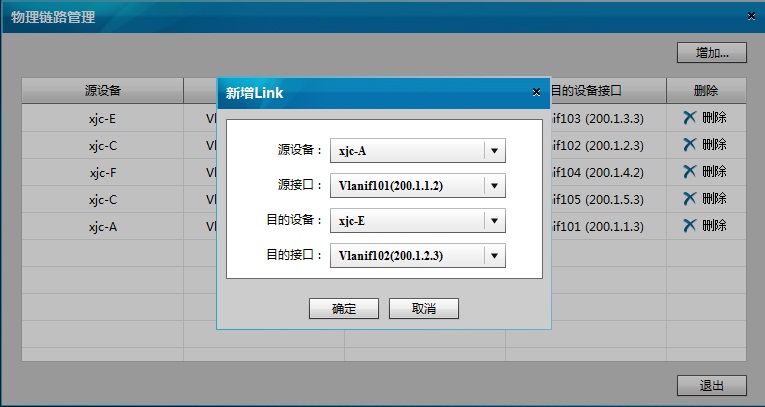 物理链路管理
增加...
源设备
目的设备接口
删除
xjc-E
Vl
nif103 (200.1.3.3)
删除
xjc-C
Vl
nif102 (200.1.2.3)
删除
xjc-F
Vl
nif104 (200.1.4.2)
删除
xjc-C
Vl
nif105 (200.1.5.3)
删除
xjc-A
Vl
nif101 (200.1.1.3)
删除
新增Link
源设备：
xjc-A
源接口：
Vlanif101(200.1.1.2)
目的设备：
xjc-E
目的接口：
Vlanif102(200.1.2.3)
确定
取消
退出